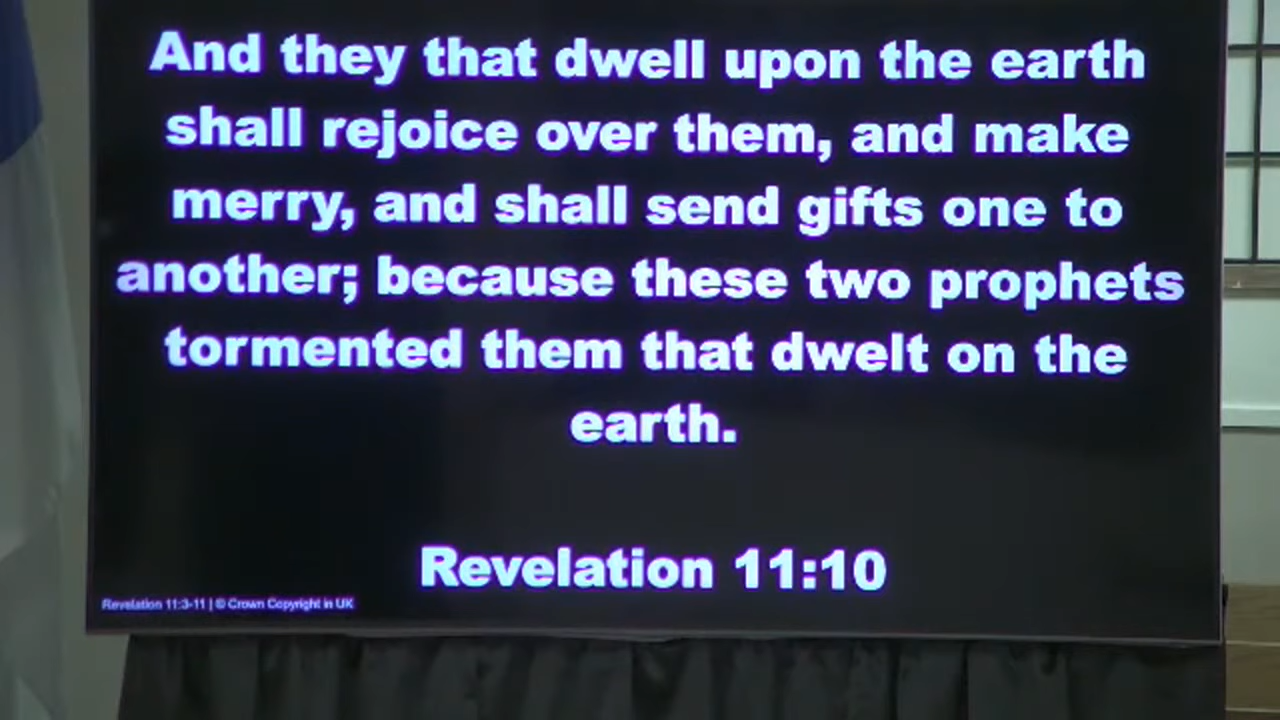 And they that dwell upon the earth
shall rejoice over them, and make
merry, and shall send gifts one to
another; because these two prophets
tormented them that dwelt on the
earth.
Revelation 11:10
Revelation 11:3-11 | © Crown Copyright in UK